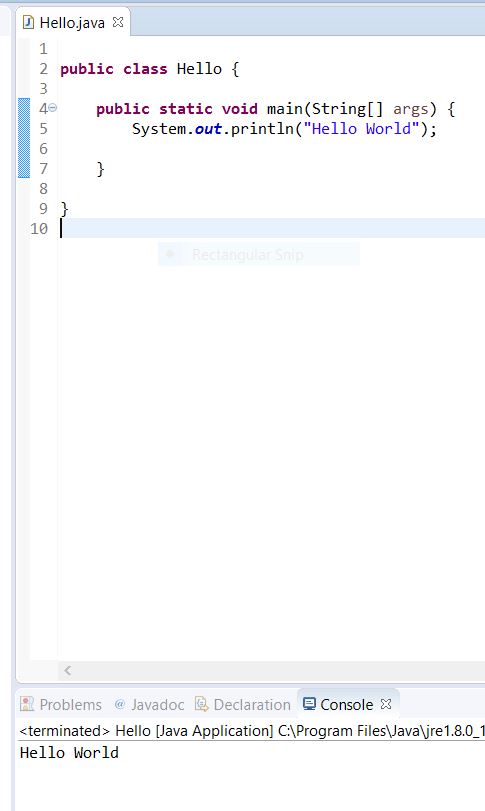 Hello.java
1
2 public class Hello {
3
4 public static void main(String[] args) {
5 System.out.println("Hello World");
6
7 }
8
9 }
10
Rectangular Snip
Problems @ Javadoc Declaration Console
<terminated> Hello [Java Application] C:\Program Files\Java\jre1.8.0_1
Hello World